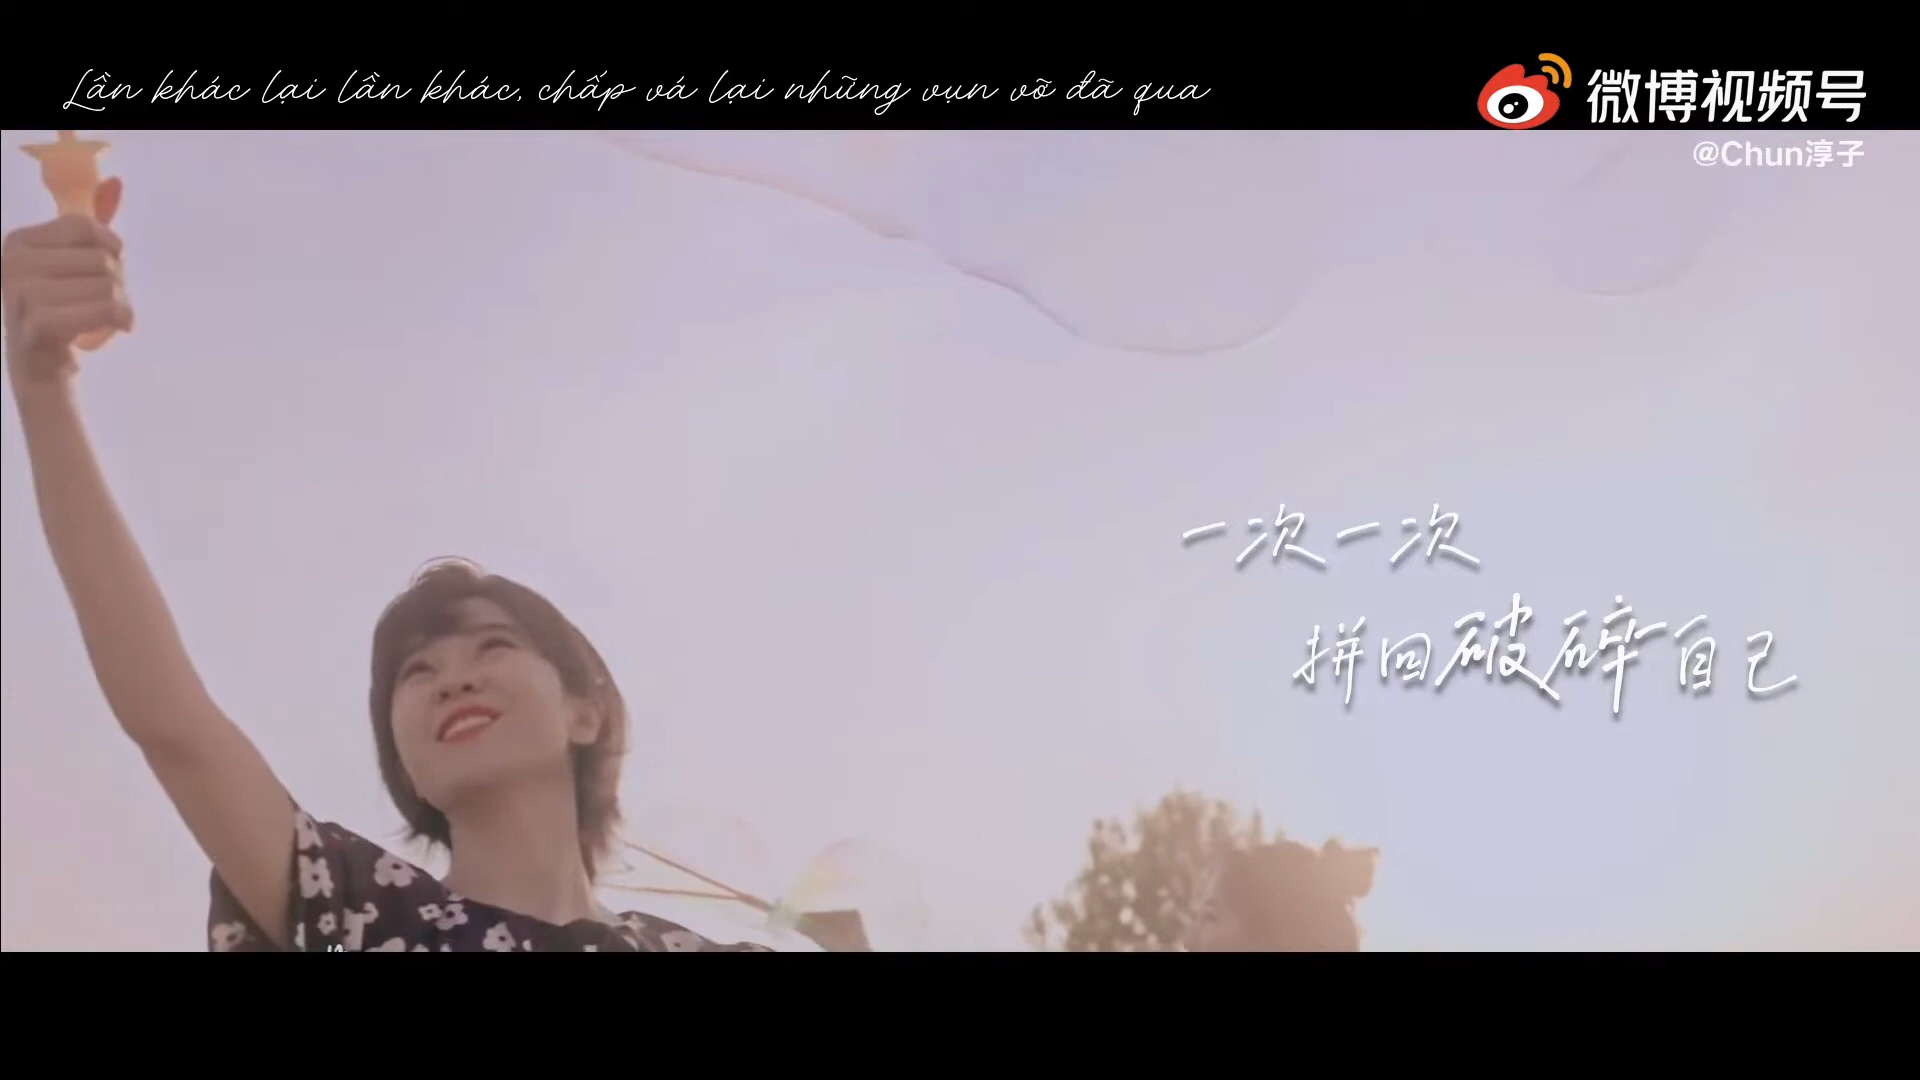 Lần khác lại lần khác, chấp vá lại những vụn vỡ đã qua
微博视频号
@Chun淳子
一次一次
拼回破碎自己